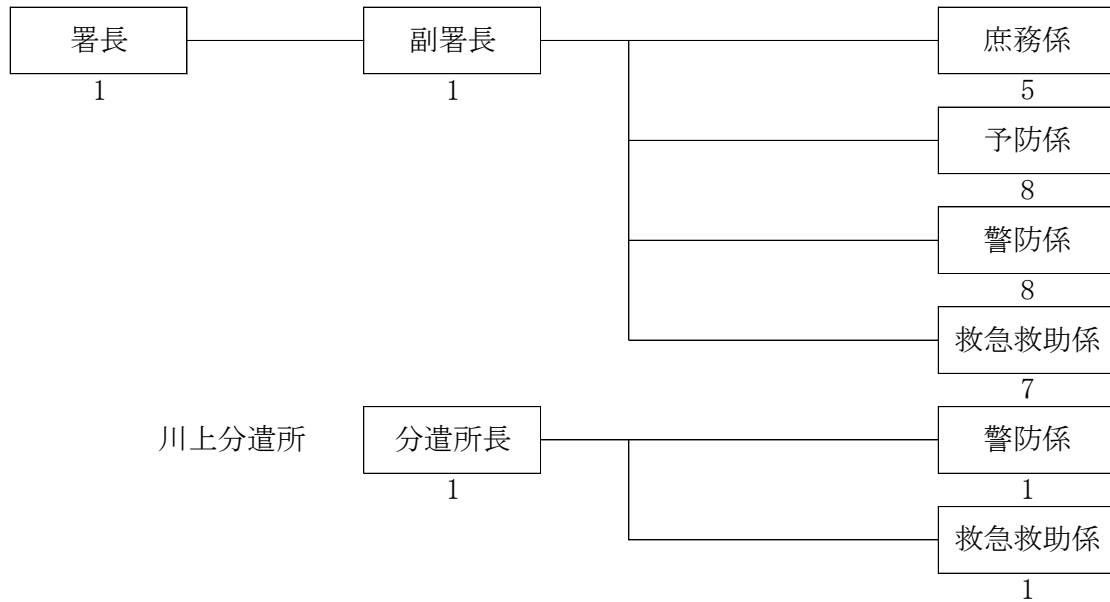 署長 副署長 庶務係
1 1 5
予防係
8
警防係
8
救急救助係
7
川上分遣所 分遣所長 警防係
1 1
救急救助係
1